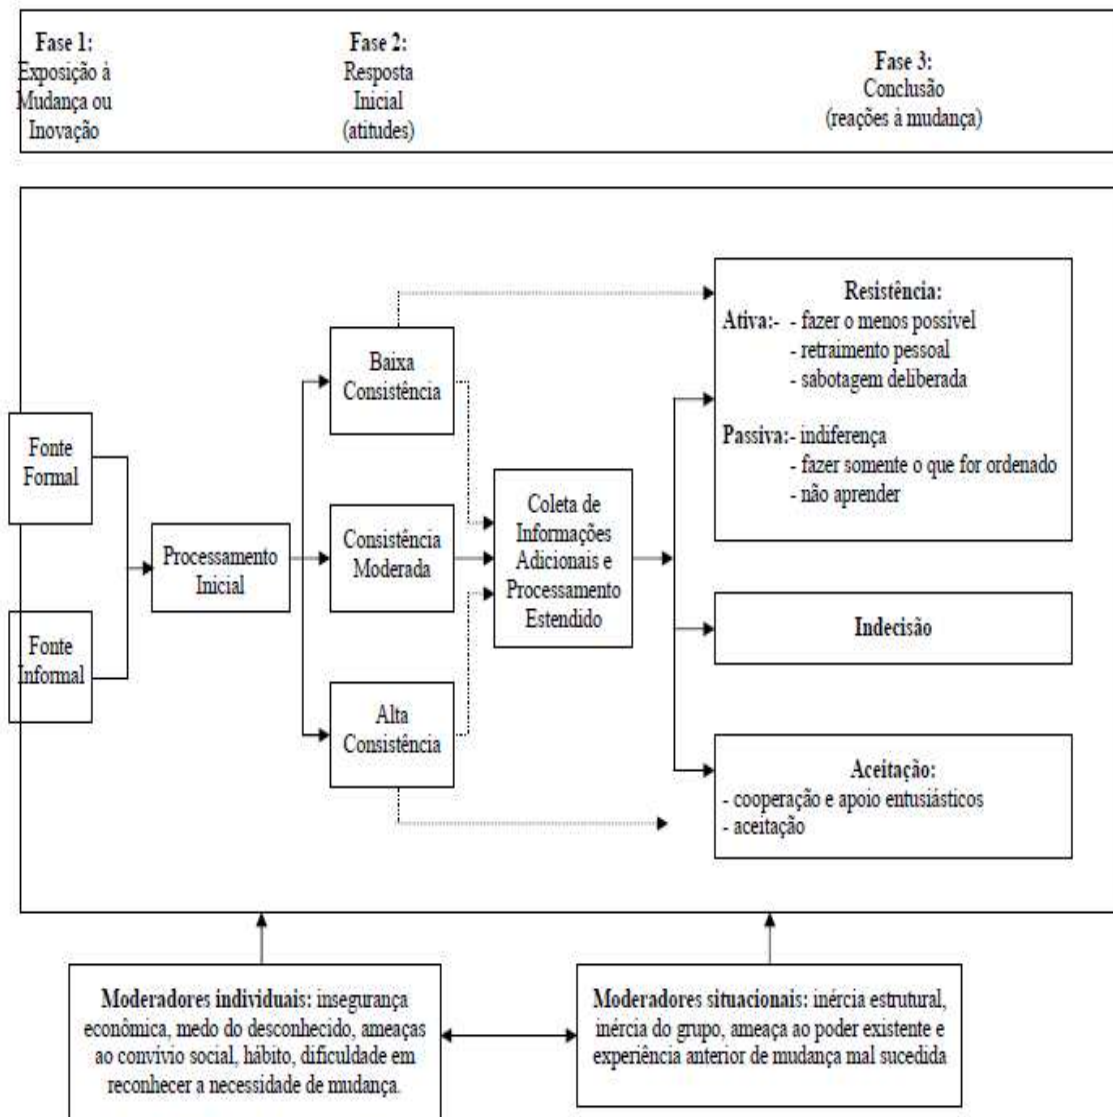 Fase 1:
Exposição à
Mudança ou
Inovação
Fase 2:
Resposta
Inicial
(atitudes)
Fase 3:
Conclusão
(reações à mudança)
Fonte
Formal
Fonte
Informal
Processamento
Inicial
Baixa
Consistência
Consistência
Moderada
Alta
Consistência
Coleta de
Informações
Adicionais e
Processamento
Estendido
Resistência:
Ativa:- - fazer o menos possivel
- retraimento pessoal
- sabotagem deliberada
Passiva:- indiferença
- fazer somente o que for ordenado
- não aprender
Indecisão
Aceitação:
- cooperação e apoio entusiásticos
- aceitação
Moderadores individuais: insegurança
econômica, medo do desconhecido, ameaças
ao convívio social, hábito, dificuldade em
reconhecer a necessidade de mudança.
Moderadores situacionais: inércia estrutural,
inércia do grupo, ameaça ao poder existente e
experiência anterior de mudança mal sucedida